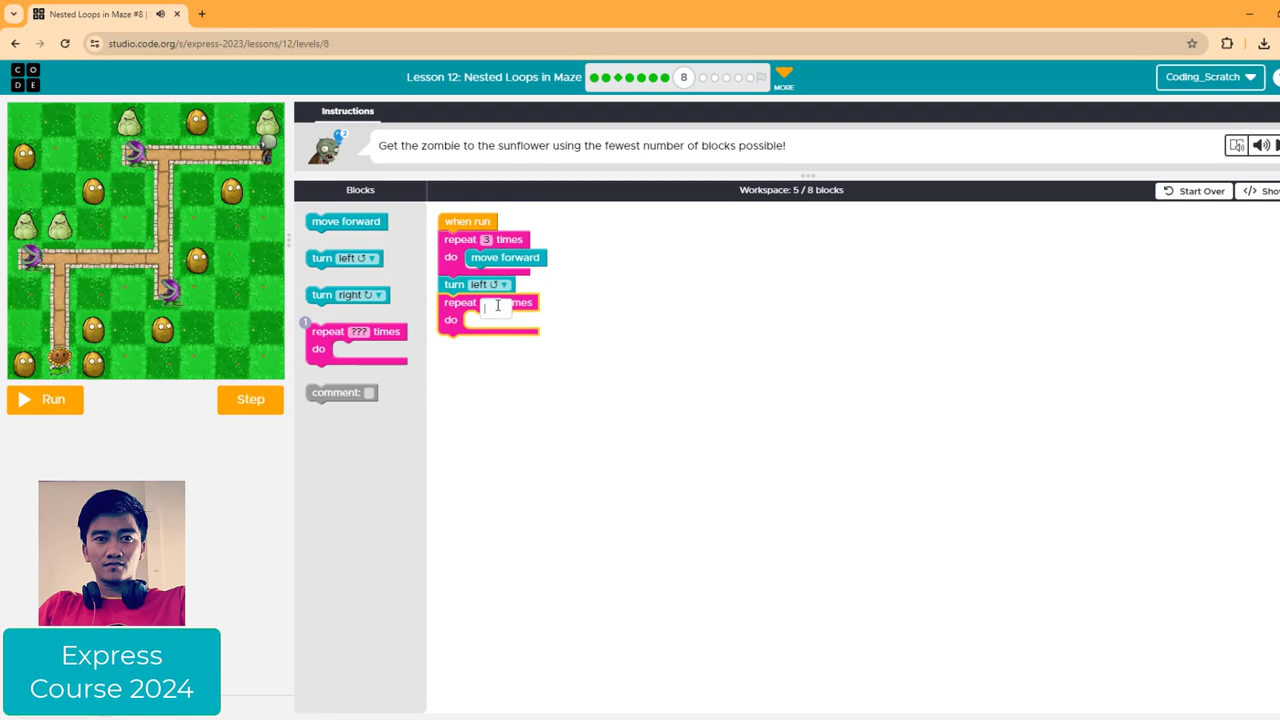 Nested Loops in Maze #8 |
studio.code.org/s/express-2023/lessons/12/levels/8
C O
D E
Lesson 12: Nested Loops in Maze
8
MORE
Coding_Scratch
Instructions
2
Get the zombie to the sunflower using the fewest number of blocks possible!
Blocks
Workspace: 5 / 8 blocks
Start Over
</> Sho
move forward
turn left
turn right
1
repeat ??? times
do
comment:
when run
repeat 3 times
do move forward
turn left
repeat
do
Run
Step
Express
Course 2024